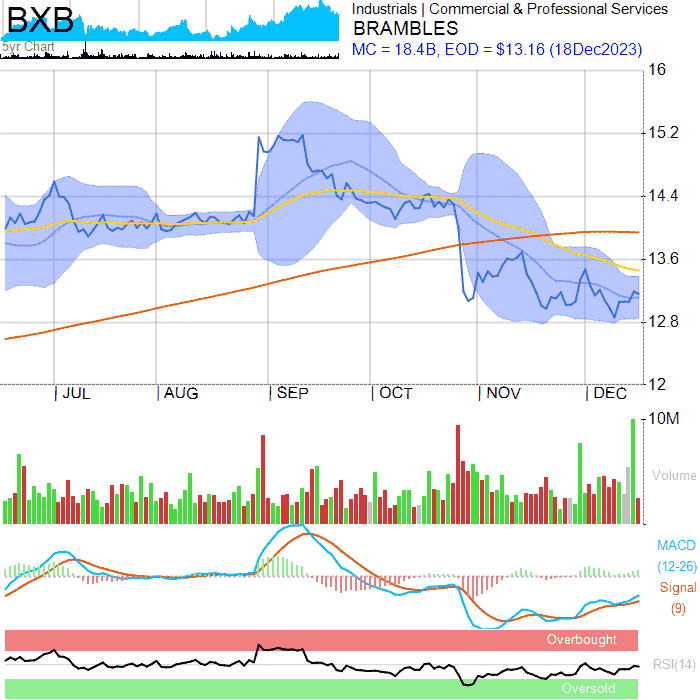 BXB
5yr Chart
Industrials | Commercial & Professional Services
BRAMBLES
MC = 18.4B, EOD = $13.16 (18Dec2023)
16
15.2
14.4
13.6
12.8
12
JUL AUG SEP OCT NOV DEC
10M
Volume
MACD
(12-26)
Signal
(9)
Overbought
RSI(14)
Oversold